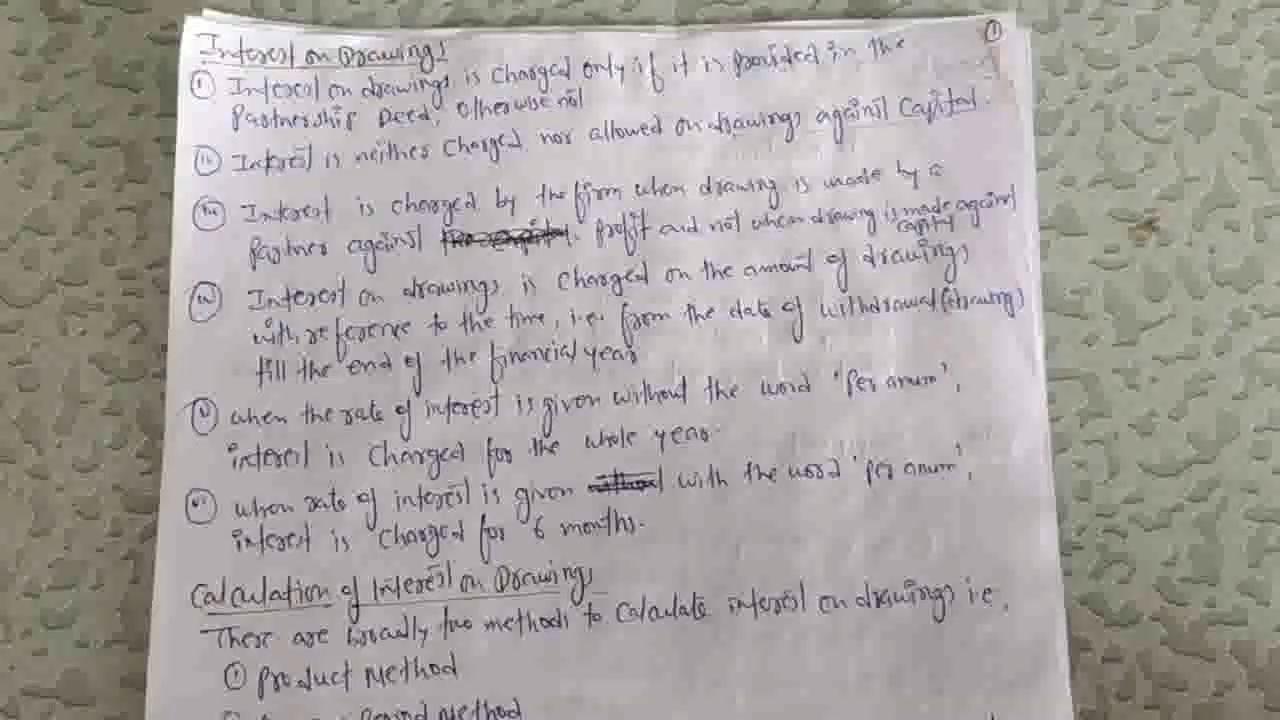 Interest on Drawings
①
(i) Interest on drawings is charged only if it is provided in the
Partnership Deed, otherwise not
(ii) Interest is neither charged nor allowed on drawings against Capital.
(iii) Interest is charged by the firm when drawing is made by a
Partner against profit and not when drawing is made against
capital
(iv) Interest on drawings is charged on the amount of drawings
with reference to the time, i.e. from the date of withdrawal (drawing)
till the end of the financial year
(v) when the rate of interest is given without the word 'Per anum',
interest is charged for the whole year.
(vi) when rate of interest is given with the word 'per anum',
interest is charged for 6 months.
Calculation of Interest on Drawings
There are broadly two methods to calculate interest on drawings i.e.
① Product Method
Period Method